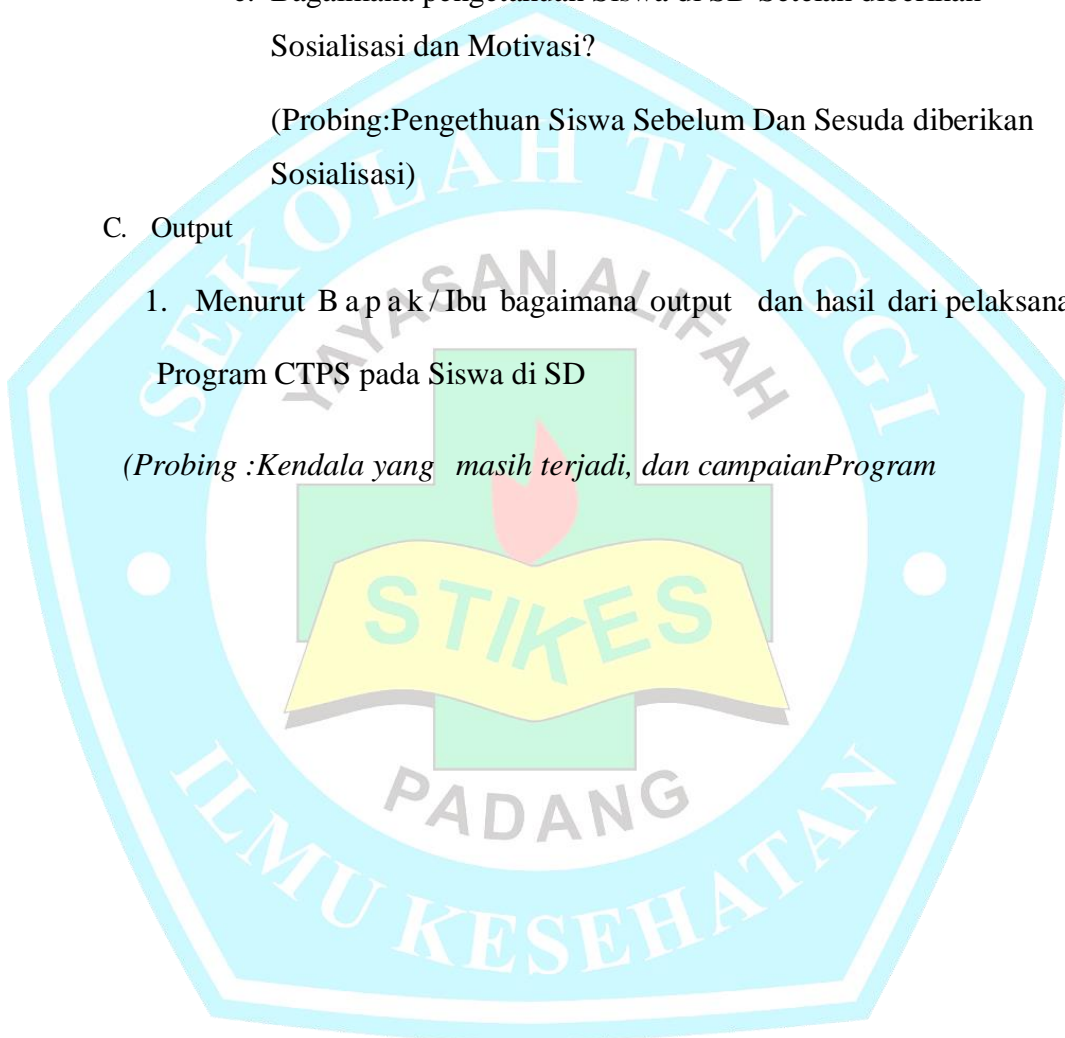 Sosialisasi dan Motivasi?
(Probing:Pengethuan Siswa Sebelum Dan Sesuda diberikan
Sosialisasi)
C. Output
1. Menurut B a p a k / Ibu bagaimana output dan hasil dari
Program CTPS pada Siswa di SD
(Probing :Kendala yang masih terjadi, dan campaianProgram
SEKOLAH TINGGI
YAYASAN ALIFAH
STIKES
PADANG
ILMU KESEHATAN